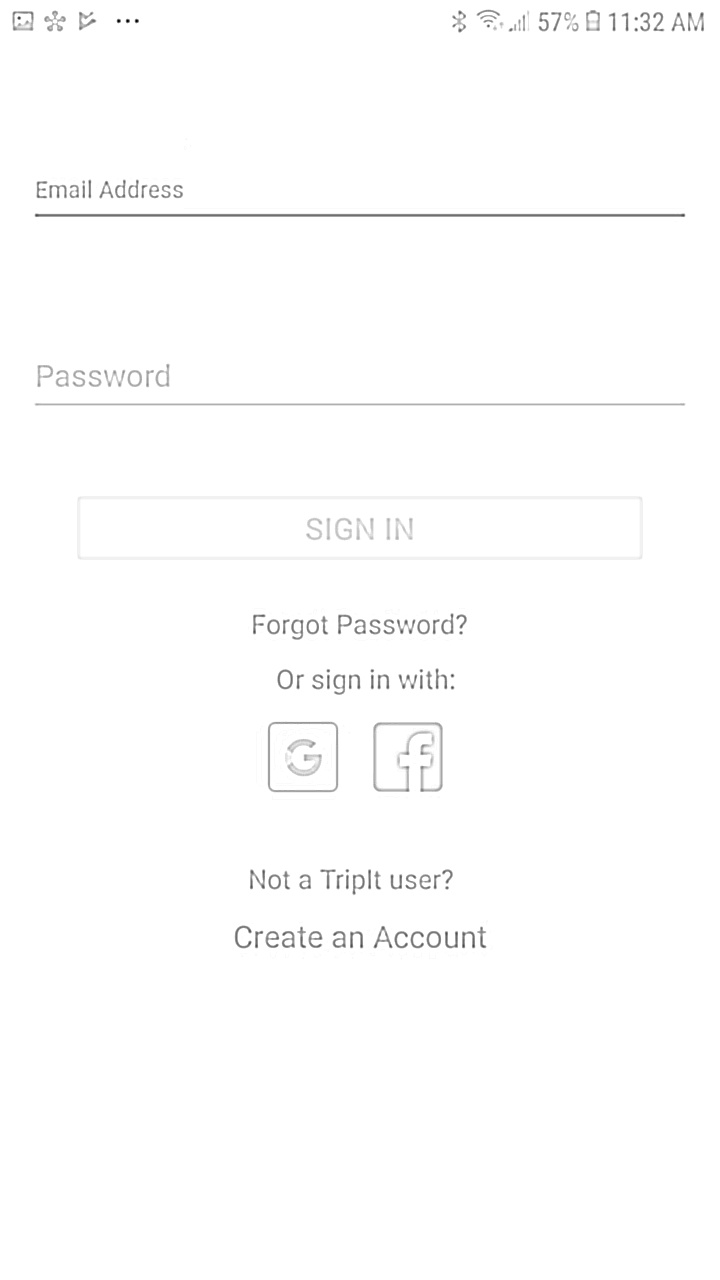 57% 11:32 AM
Email Address
Password
SIGN IN
Forgot Password?
Or sign in with:
G f
Not a TripIt user?
Create an Account